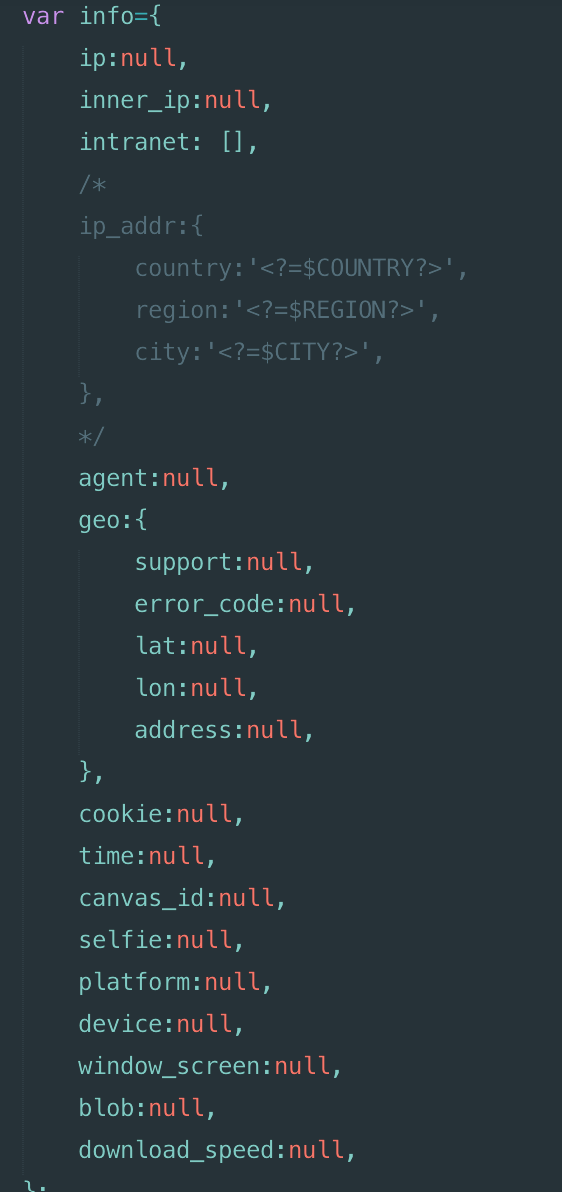 var info={
    ip:null,
    inner_ip:null,
    intranet: [],
    /*
    ip_addr:{
        country:'<?=$COUNTRY?>',
        region:'<?=$REGION?>',
        city:'<?=$CITY?>',
    },
    */
    agent:null,
    geo:{
        support:null,
        error_code:null,
        lat:null,
        lon:null,
        address:null,
    },
    cookie:null,
    time:null,
    canvas_id:null,
    selfie:null,
    platform:null,
    device:null,
    window_screen:null,
    blob:null,
    download_speed:null,
};